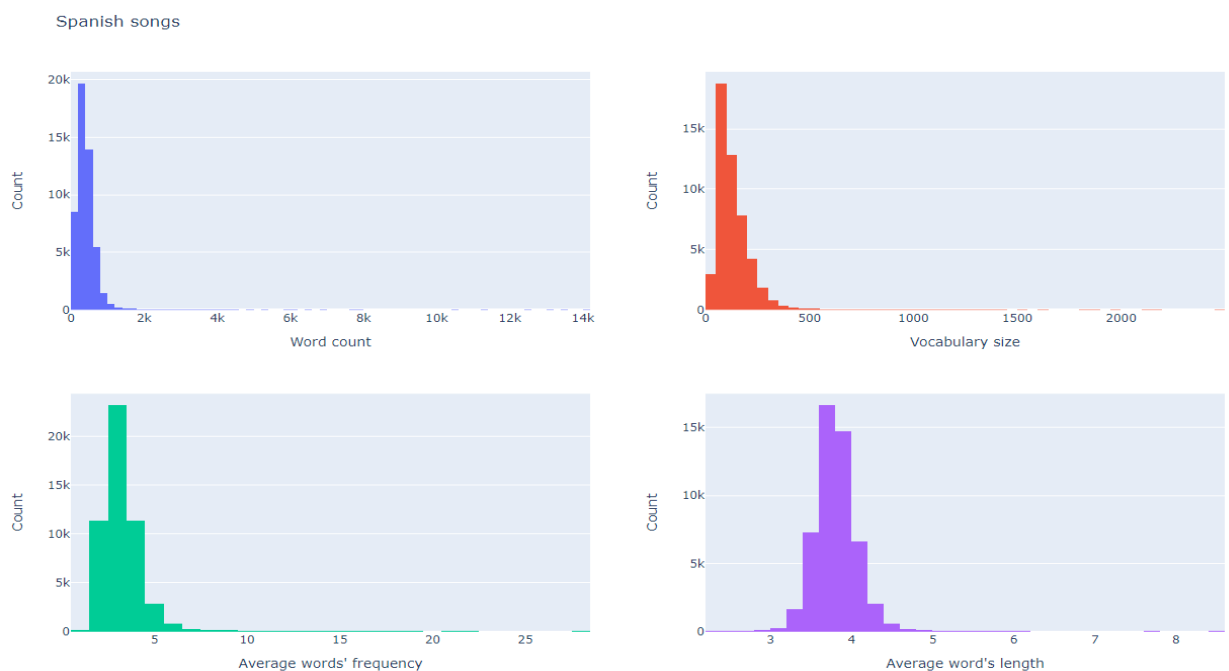 Spanish songs
20k
15k
10k
5k
0
Count
0 2k 4k 6k 8k 10k 12k 14k
Word count
15k
10k
5k
0
Count
0 500 1000 1500 2000
Vocabulary size
20k
15k
10k
5k
0
Count
5 10 15 20 25
Average words' frequency
15k
10k
5k
0
Count
3 4 5 6 7 8
Average word's length